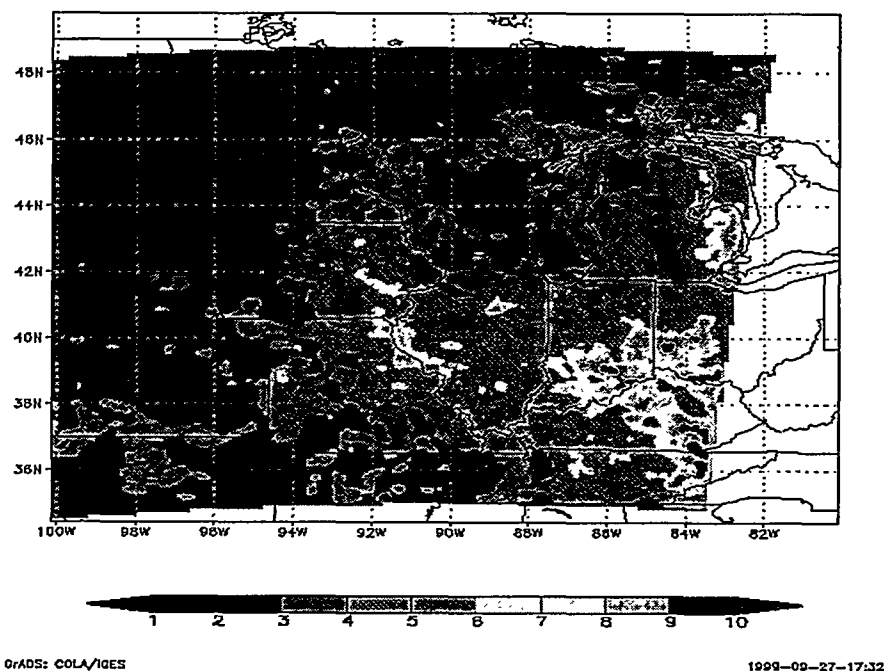 48N
46N
44N
42N
40N
38N
36N
100W 98W 96W 94W 92W 90W 88W 86W 84W 82W
1 2 3 4 5 6 7 8 9 10
GrADS: COLA/IGES 1999-09-27-17:32